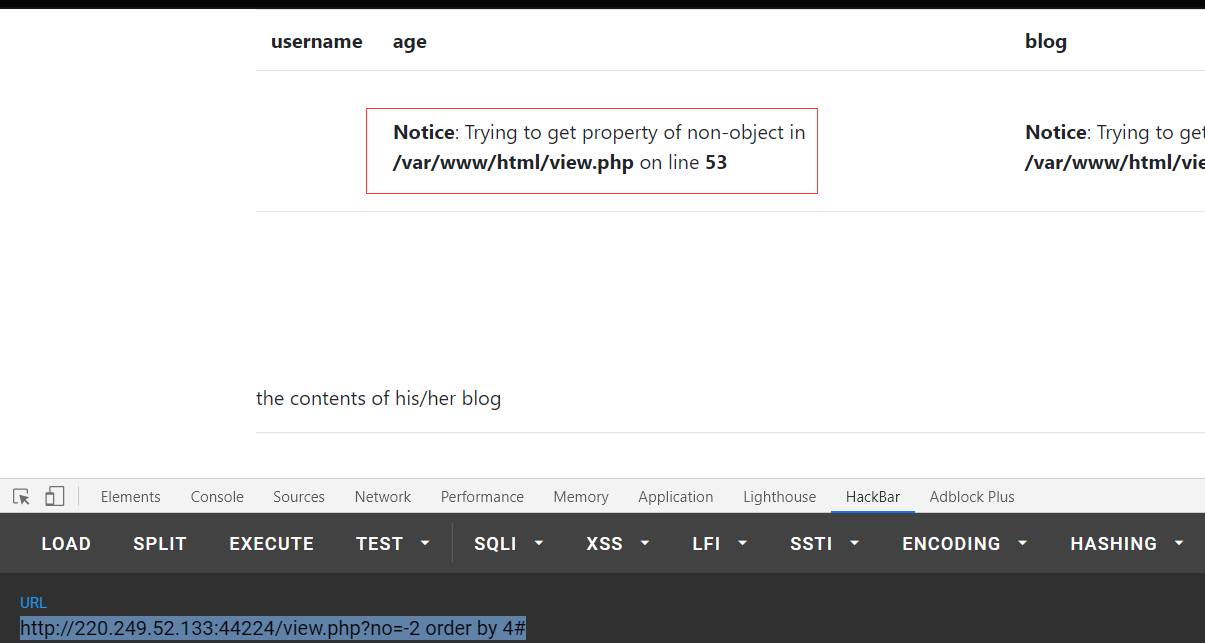 username age blog
Notice: Trying to get property of non-object in Notice: Trying to get
/var/www/html/view.php on line 53 /var/www/html/vie
the contents of his/her blog
Elements Console Sources Network Performance Memory Application Lighthouse HackBar Adblock Plus
LOAD SPLIT EXECUTE TEST SQLI XSS LFI SSTI ENCODING HASHING
URL
http://220.249.52.133:44224/view.php?no=-2 order by 4#